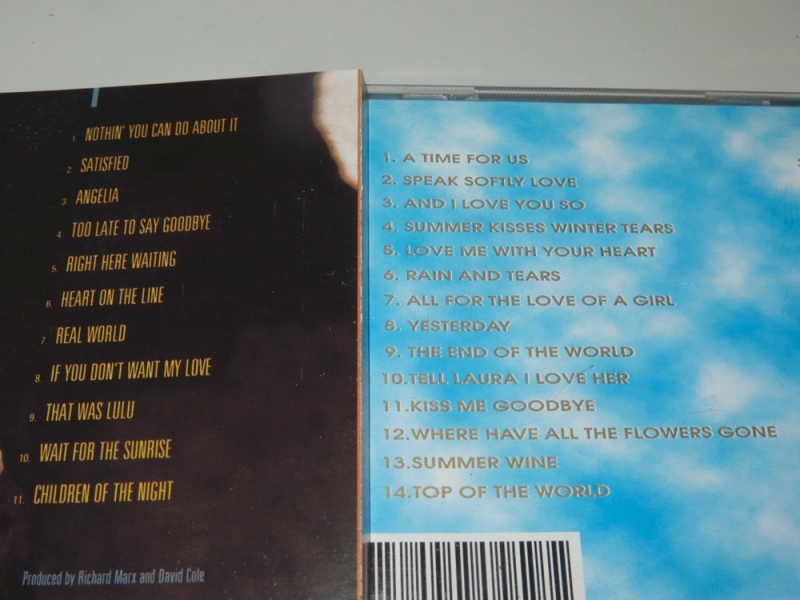 1. NOTHIN' YOU CAN DO ABOUT IT
2. SATISFIED
3. ANGELIA
4. TOO LATE TO SAY GOODBYE
5. RIGHT HERE WAITING
6. HEART ON THE LINE
7. REAL WORLD
8. IF YOU DON'T WANT MY LOVE
9. THAT WAS LULU
10. WAIT FOR THE SUNRISE
11. CHILDREN OF THE NIGHT
Produced by Richard Marx and David Cole
1. A TIME FOR US
2. SPEAK SOFTLY LOVE
3. AND I LOVE YOU SO
4. SUMMER KISSES WINTER TEARS
5. LOVE ME WITH YOUR HEART
6. RAIN AND TEARS
7. ALL FOR THE LOVE OF A GIRL
8. YESTERDAY
9. THE END OF THE WORLD
10.TELL LAURA I LOVE HER
11.KISS ME GOODBYE
12.WHERE HAVE ALL THE FLOWERS GONE
13.SUMMER WINE
14.TOP OF THE WORLD